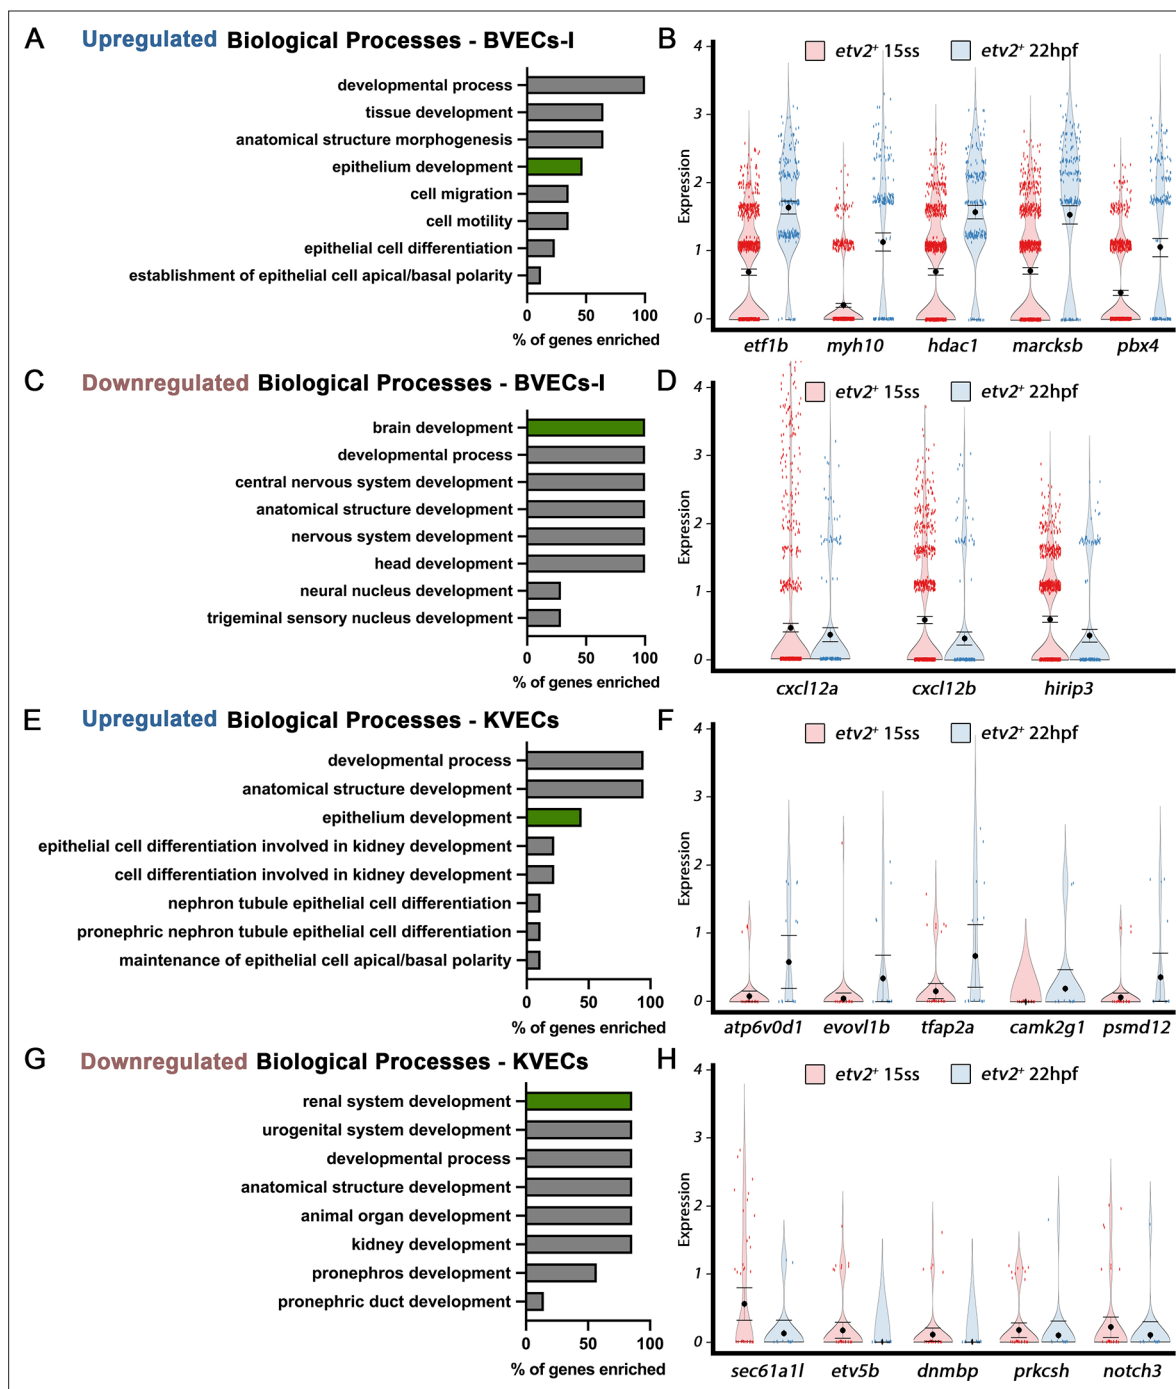 A Upregulated Biological Processes - BVECs-I
developmental process
tissue development
anatomical structure morphogenesis
epithelium development
cell migration
cell motility
epithelial cell differentiation
establishment of epithelial cell apical/basal polarity
0 50 100
% of genes enriched
B
etv2+ 15ss etv2+ 22hpf
Expression
4
3
2
1
0
etf1b myh10 hdac1 marcksb pbx4
C Downregulated Biological Processes - BVECs-I
brain development
developmental process
central nervous system development
anatomical structure development
nervous system development
head development
neural nucleus development
trigeminal sensory nucleus development
0 50 100
% of genes enriched
D
etv2+ 15ss etv2+ 22hpf
Expression
4
3
2
1
0
cxcl12a cxcl12b hirip3
E Upregulated Biological Processes - KVECs
developmental process
anatomical structure development
epithelium development
epithelial cell differentiation involved in kidney development
cell differentiation involved in kidney development
nephron tubule epithelial cell differentiation
pronephric nephron tubule epithelial cell differentiation
maintenance of epithelial cell apical/basal polarity
0 50 100
% of genes enriched
F
etv2+ 15ss etv2+ 22hpf
Expression
4
3
2
1
0
atp6v0d1 evovl1b tfap2a camk2g1 psmd12
G Downregulated Biological Processes - KVECs
renal system development
urogenital system development
developmental process
anatomical structure development
animal organ development
kidney development
pronephros development
pronephric duct development
0 50 100
% of genes enriched
H
etv2+ 15ss etv2+ 22hpf
Expression
4
3
2
1
0
sec61a1l etv5b dnmbp prkcsh notch3